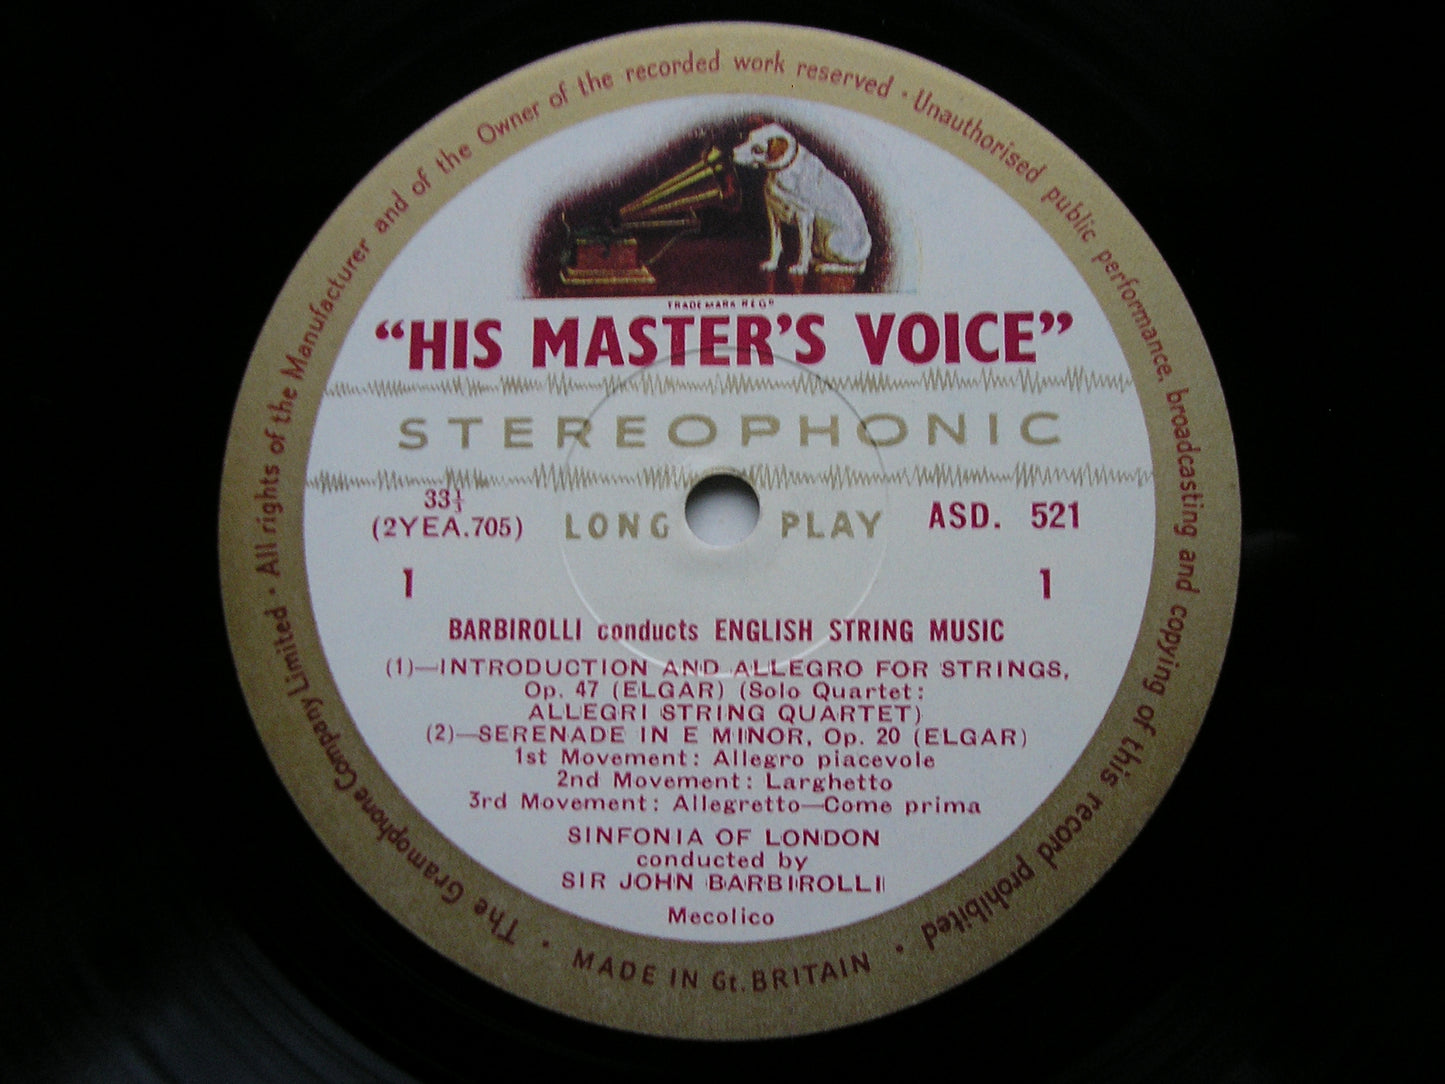 The Gramophone Company Limited · All rights of the Manufacturer and of the Owner of the recorded work reserved · Unauthorised public performance, broadcasting and copying of this record prohibited ·
TRADE MARK REGD
“HIS MASTER'S VOICE”
STEREOPHONIC
33⅓
(2YEA.705)
LONG PLAY
ASD. 521
1 1
BARBIROLLI conducts ENGLISH STRING MUSIC
(1)—INTRODUCTION AND ALLEGRO FOR STRINGS,
Op. 47 (ELGAR) (Solo Quartet:
ALLEGRI STRING QUARTET)
(2)—SERENADE IN E MINOR, Op. 20 (ELGAR)
1st Movement: Allegro piacevole
2nd Movement: Larghetto
3rd Movement: Allegretto—Come prima
SINFONIA OF LONDON
conducted by
SIR JOHN BARBIROLLI
Mecolico
· MADE IN Gt. BRITAIN ·